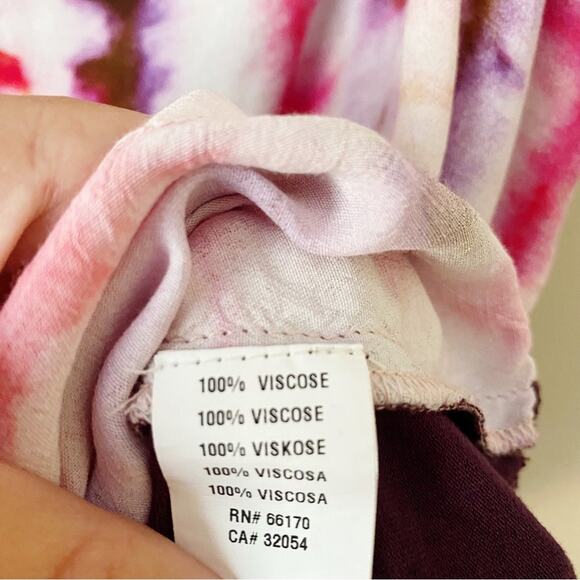 100% VISCOSE
100% VISCOSE
100% VISKOSE
100% VISCOSA
100% VISCOSA
RN# 66170
CA# 32054